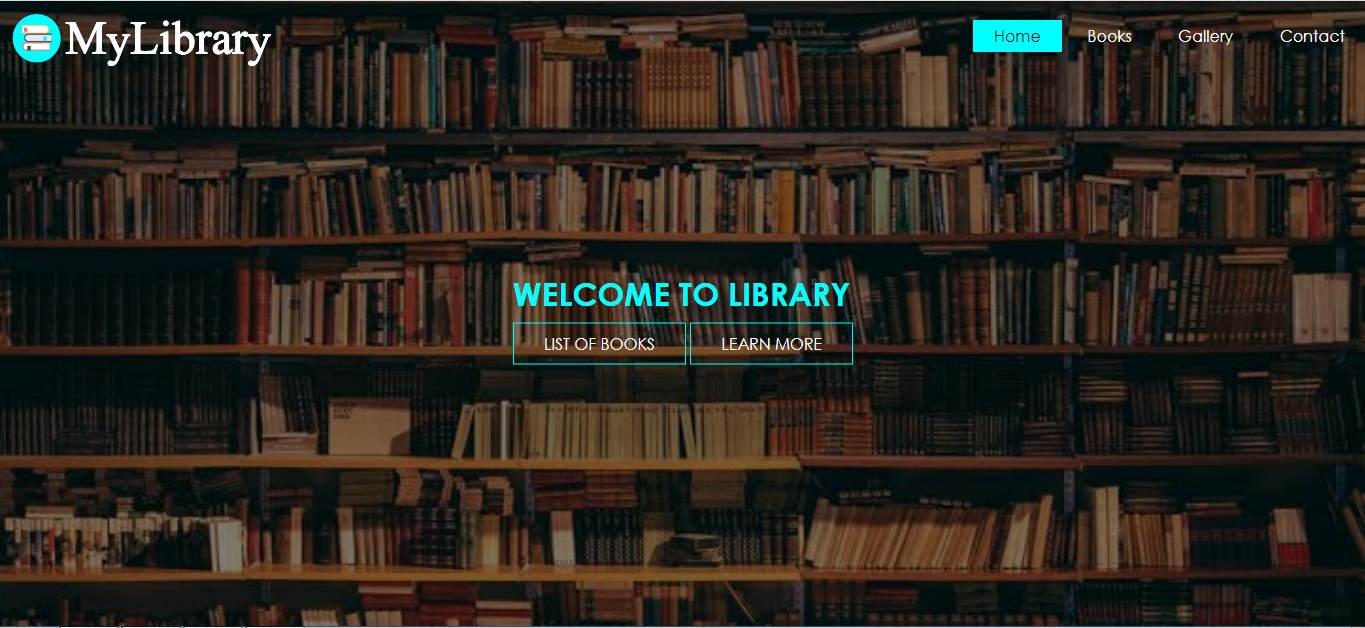 MyLibrary
Home Books Gallery Contact
WELCOME TO LIBRARY
LIST OF BOOKS LEARN MORE